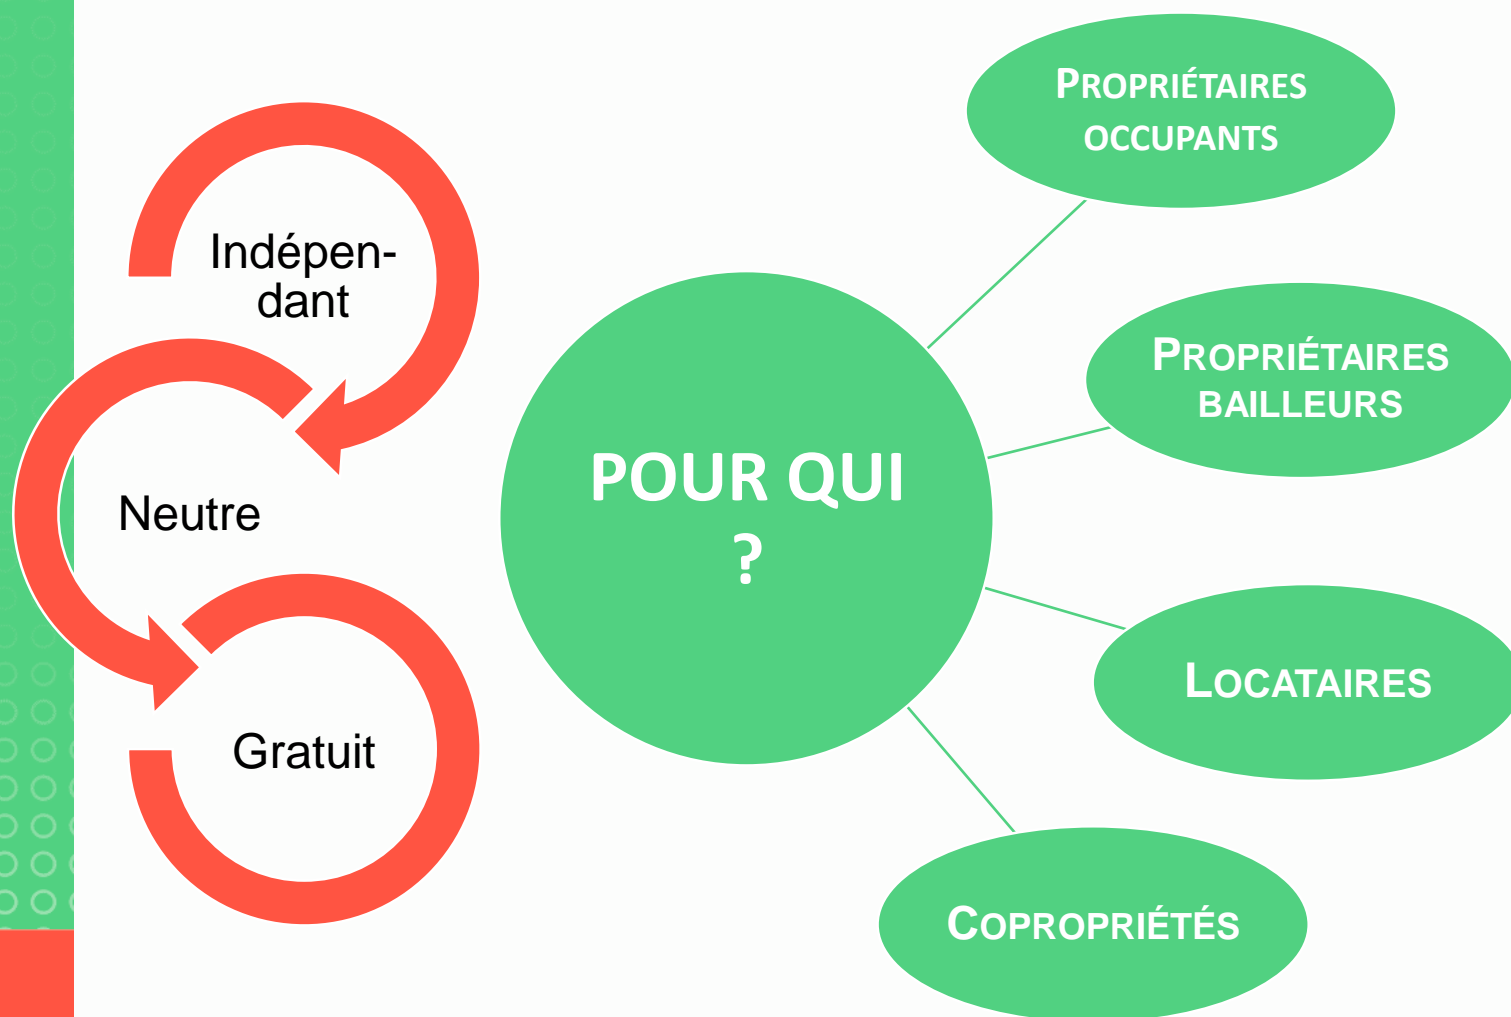 Indépen-
dant
Neutre
Gratuit
POUR QUI
?
PROPRIÉTAIRES
OCCUPANTS
PROPRIÉTAIRES
BAILLEURS
LOCATAIRES
COPROPRIÉTÉS